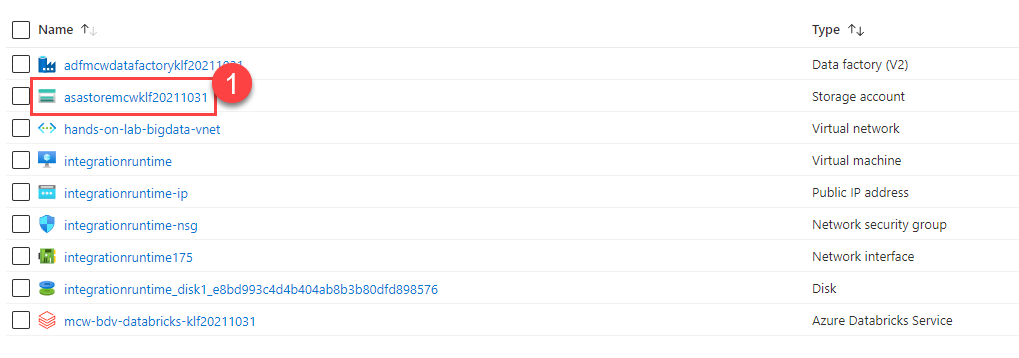 Name ↑↓ Type ↑↓
adfmcwdatafactoryklf20211031 Data factory (V2)
1
asastoremcwklf20211031 Storage account
hands-on-lab-bigdata-vnet Virtual network
integrationruntime Virtual machine
integrationruntime-ip Public IP address
integrationruntime-nsg Network security group
integrationruntime175 Network interface
integrationruntime_disk1_e8bd993c4d4b404ab8b3b80dfd898576 Disk
mcw-bdv-databricks-klf20211031 Azure Databricks Service